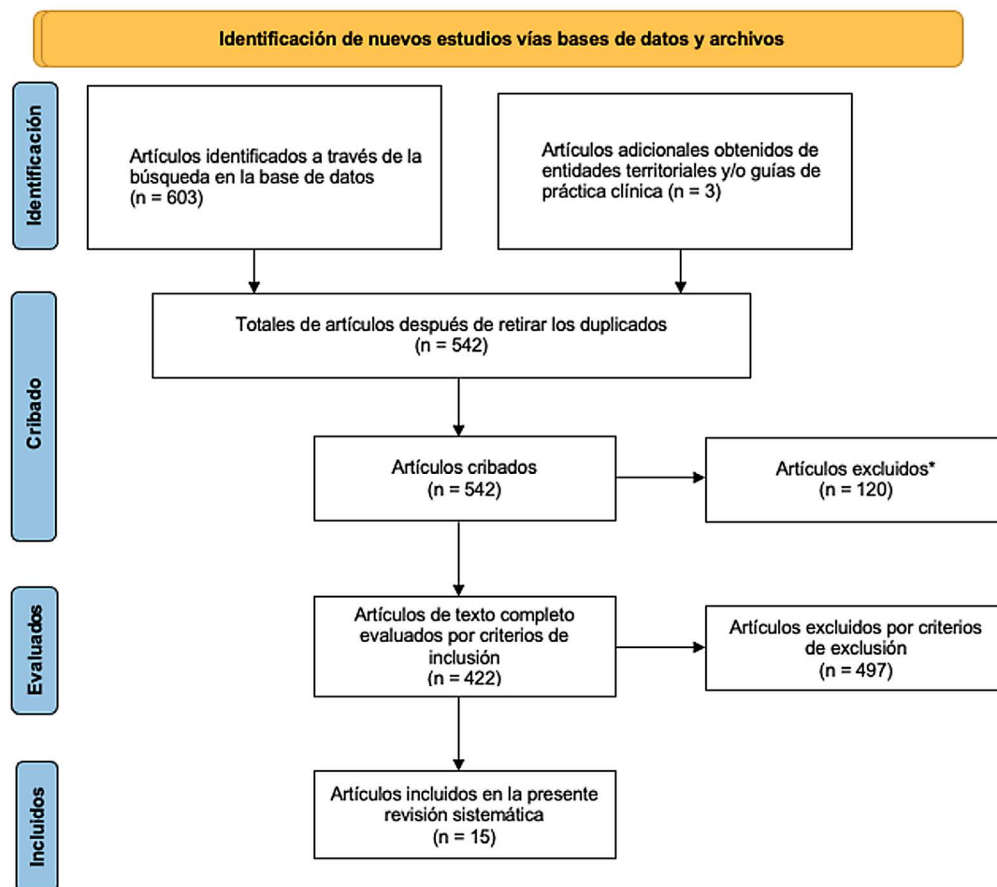 Identificación de nuevos estudios vías bases de datos y archivos
Identificación
Artículos identificados a través de la
búsqueda en la base de datos
(n = 603)
Artículos adicionales obtenidos de
entidades territoriales y/o guías de
práctica clínica (n = 3)
Cribado
Totales de artículos después de retirar los duplicados
(n = 542)
Artículos cribados
(n = 542)
Artículos excluidos*
(n = 120)
Evaluados
Artículos de texto completo
evaluados por criterios de
inclusión
(n = 422)
Artículos excluidos por criterios
de exclusión
(n = 497)
Incluidos
Artículos incluidos en la presente
revisión sistemática
(n = 15)